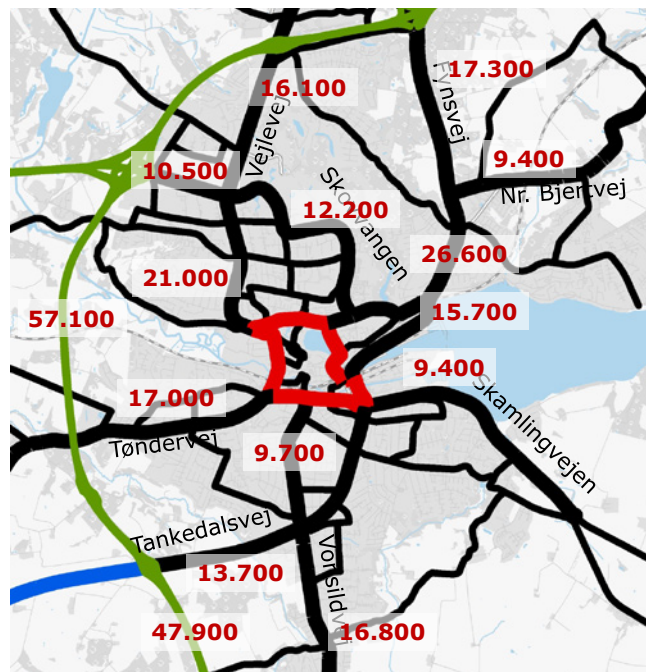 17.300
16.100
Fynsvej
Vejlevej
9.400
10.500
Nr. Bjertvej
Skovvangen
12.200
26.600
21.000
15.700
57.100
9.400
17.000
Skamlingvejen
Tøndervej
9.700
Tankedalsvej
13.700
Vonsildvej
47.900
16.800